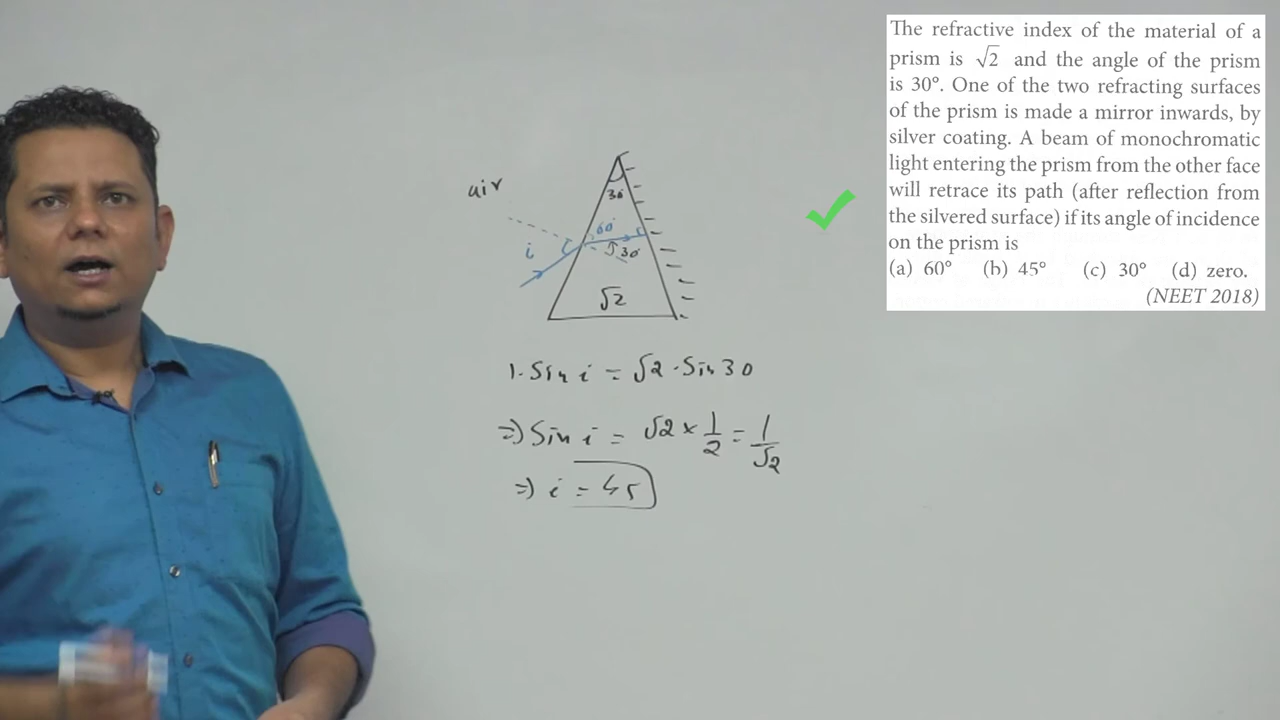 The refractive index of the material of a
prism is √2 and the angle of the prism
is 30°. One of the two refracting surfaces
of the prism is made a mirror inwards, by
silver coating. A beam of monochromatic
light entering the prism from the other face
will retrace its path (after reflection from
the silvered surface) if its angle of incidence
on the prism is
(a) 60° (b) 45° (c) 30° (d) zero.
(NEET 2018)
air
30
60
i
30
√2
1. Sin i = √2 · Sin 30
⇒) Sin i = √2 × 1/2 = 1/√2
⇒) i = 45